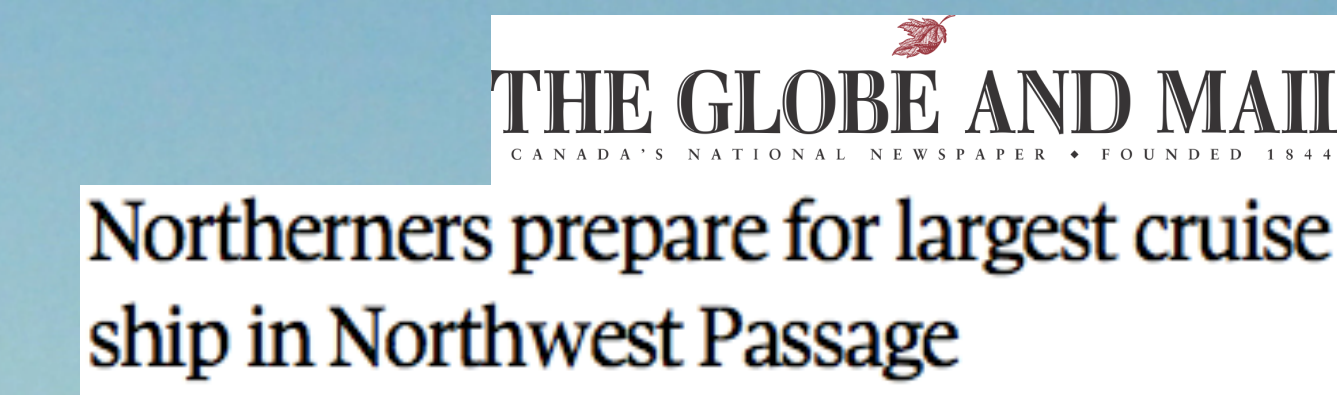 THE GLOBE AND MAIL
CANADA'S NATIONAL NEWSPAPER ◆ FOUNDED 1844
Northerners prepare for largest cruise
ship in Northwest Passage